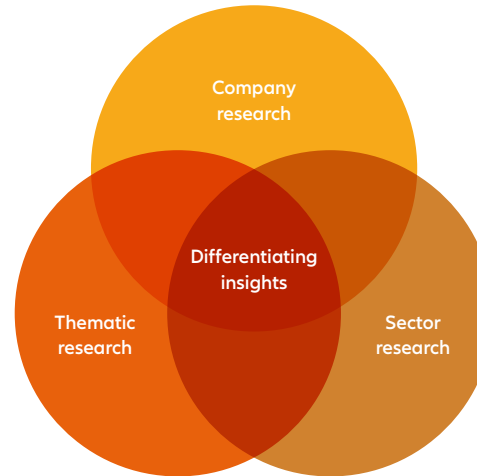 Company
research
Differentiating
insights
Thematic
research
Sector
research